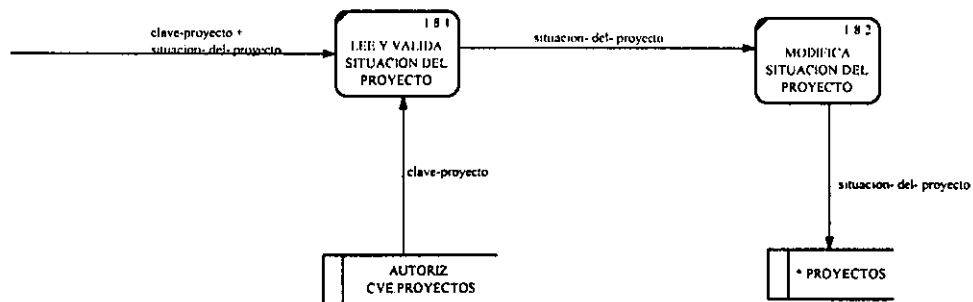 clave-proyecto +
situacion- del- proyecto
1 8 1
LEE Y VALIDA
SITUACION DEL
PROYECTO
situacion- del- proyecto
1 8 2
MODIFICA
SITUACION DEL
PROYECTO
clave-proyecto
situacion- del- proyecto
AUTORIZ
CVE.PROYECTOS
* PROYECTOS